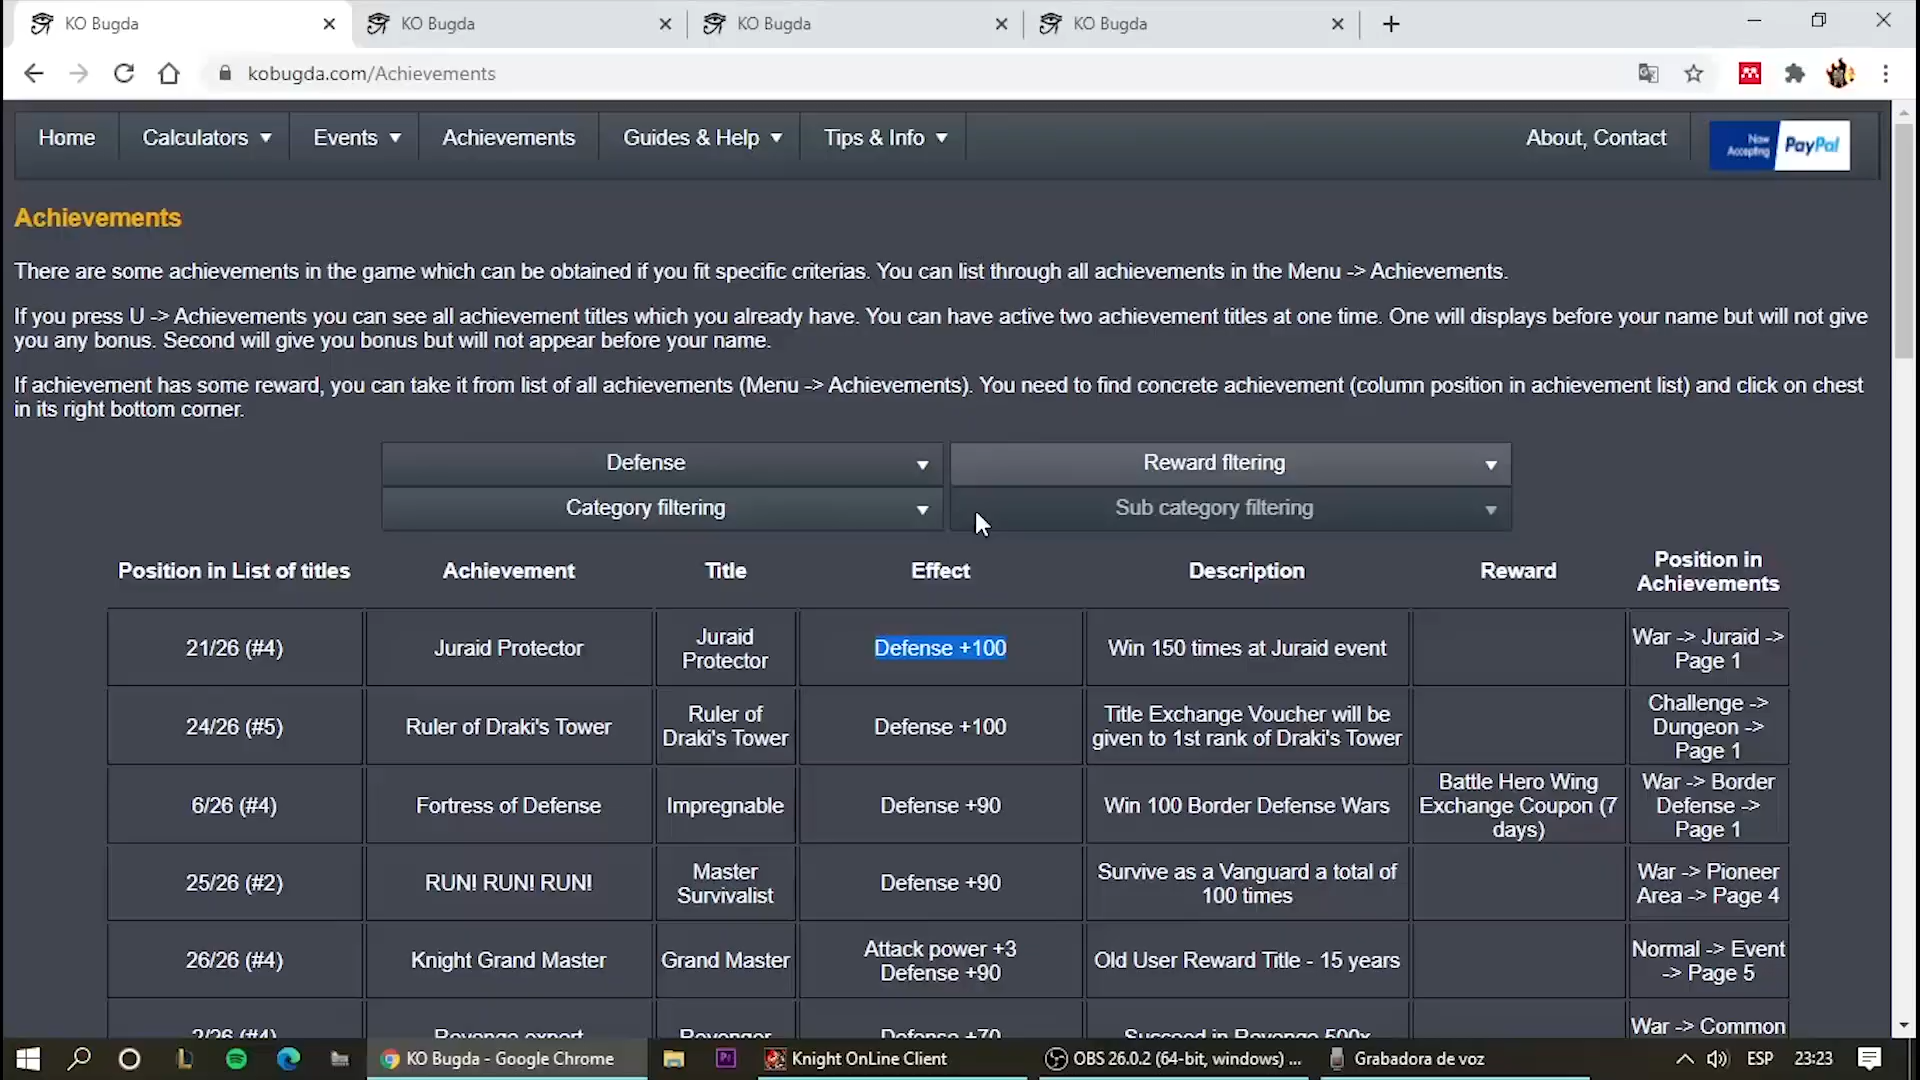 KO Bugda
KO Bugda
KO Bugda
KO Bugda
kobugda.com/Achievements
Home
Calculators
Events
Achievements
Guides & Help
Tips & Info
About, Contact
Now
Accepting
PayPal
Achievements
There are some achievements in the game which can be obtained if you fit specific criterias. You can list through all achievements in the Menu -> Achievements.
If you press U -> Achievements you can see all achievement titles which you already have. You can have active two achievement titles at one time. One will displays before your name but will not give
you any bonus. Second will give you bonus but will not appear before your name.
If achievement has some reward, you can take it from list of all achievements (Menu -> Achievements). You need to find concrete achievement (column position in achievement list) and click on chest
in its right bottom corner.
Defense
Reward fltering
Category filtering
Sub category filtering
Position in List of titles
Achievement
Title
Effect
Description
Reward
Position in
Achievements
21/26 (#4)
Juraid Protector
Juraid
Protector
Defense +100
Win 150 times at Juraid event
War -> Juraid ->
Page 1
24/26 (#5)
Ruler of Draki's Tower
Ruler of
Draki's Tower
Defense +100
Title Exchange Voucher will be
given to 1st rank of Draki's Tower
Challenge ->
Dungeon ->
Page 1
6/26 (#4)
Fortress of Defense
Impregnable
Defense +90
Win 100 Border Defense Wars
Battle Hero Wing
Exchange Coupon (7
days)
War -> Border
Defense ->
Page 1
25/26 (#2)
RUN! RUN! RUN!
Master
Survivalist
Defense +90
Survive as a Vanguard a total of
100 times
War -> Pioneer
Area -> Page 4
26/26 (#4)
Knight Grand Master
Grand Master
Attack power +3
Defense +90
Old User Reward Title - 15 years
Normal -> Event
-> Page 5
2/26 (#4)
Revenge expert
Revenger
Defense +70
Succeed in Revenge 500x
War -> Common
KO Bugda - Google Chrome
Pr
Knight OnLine Client
OBS 26.0.2 (64-bit, windows) ...
Grabadora de voz
ESP
23:23